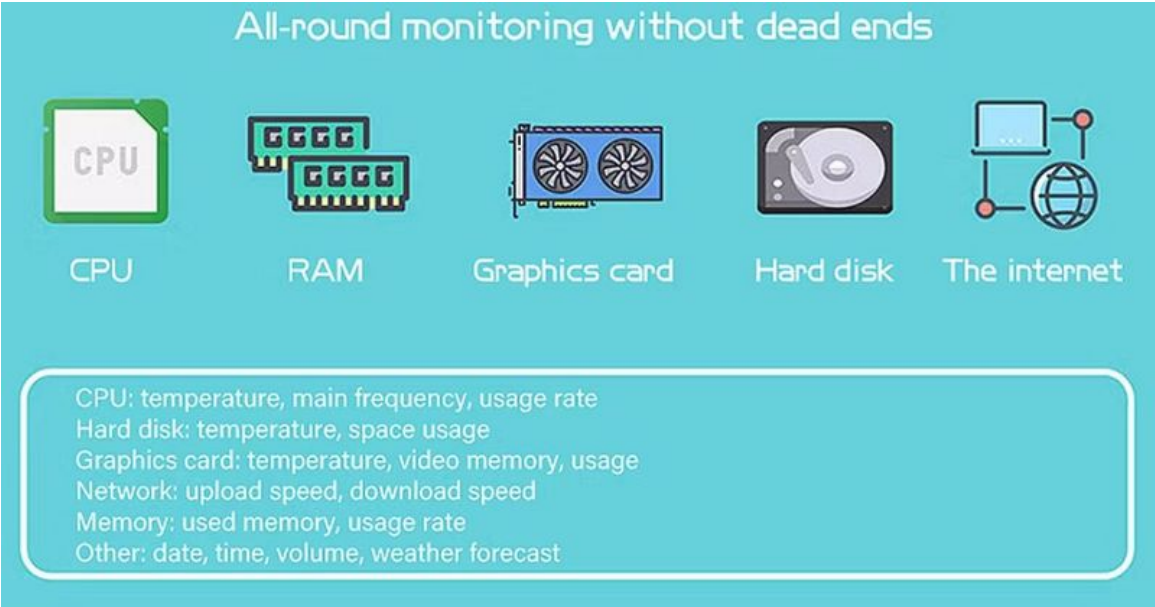 All-round monitoring without dead ends
CPU
CPU RAM Graphics card Hard disk The internet
CPU: temperature, main frequency, usage rate
Hard disk: temperature, space usage
Graphics card: temperature, video memory, usage
Network: upload speed, download speed
Memory: used memory, usage rate
Other: date, time, volume, weather forecast